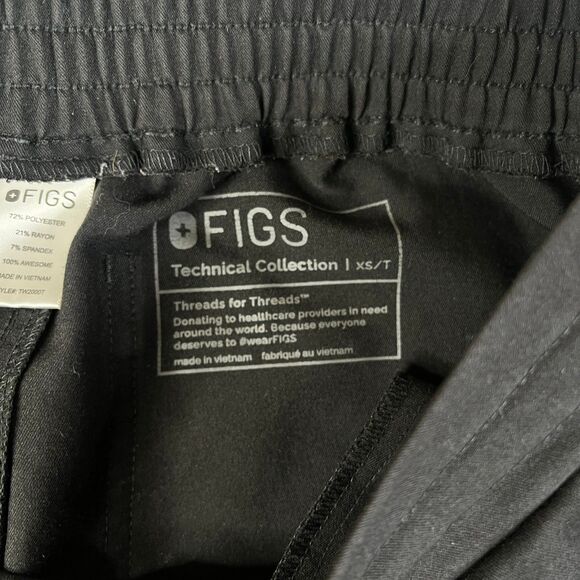 FIGS
72% POLYESTER
21% RAYON
7% SPANDEX
100% AWESOME
MADE IN VIETNAM
STYLE#: TW2000T
FIGS
Technical Collection | XS/T
Threads for Threads™
Donating to healthcare providers in need
around the world. Because everyone
deserves to #wearFIGS
made in vietnam fabriqué au vietnam